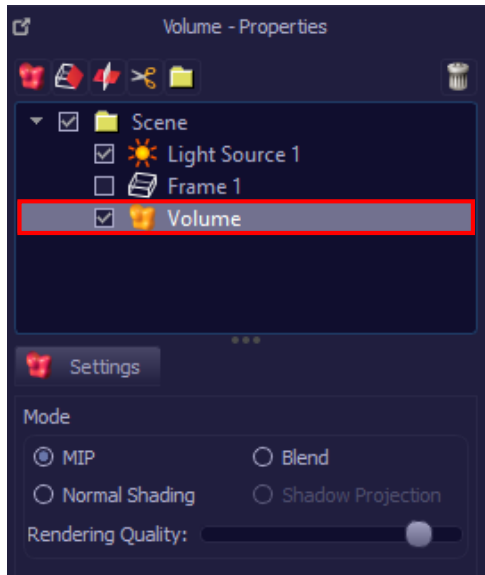 Volume - Properties
Scene
Light Source 1
Frame 1
Volume
Settings
Mode
MIP
Blend
Normal Shading
Shadow Projection
Rendering Quality: